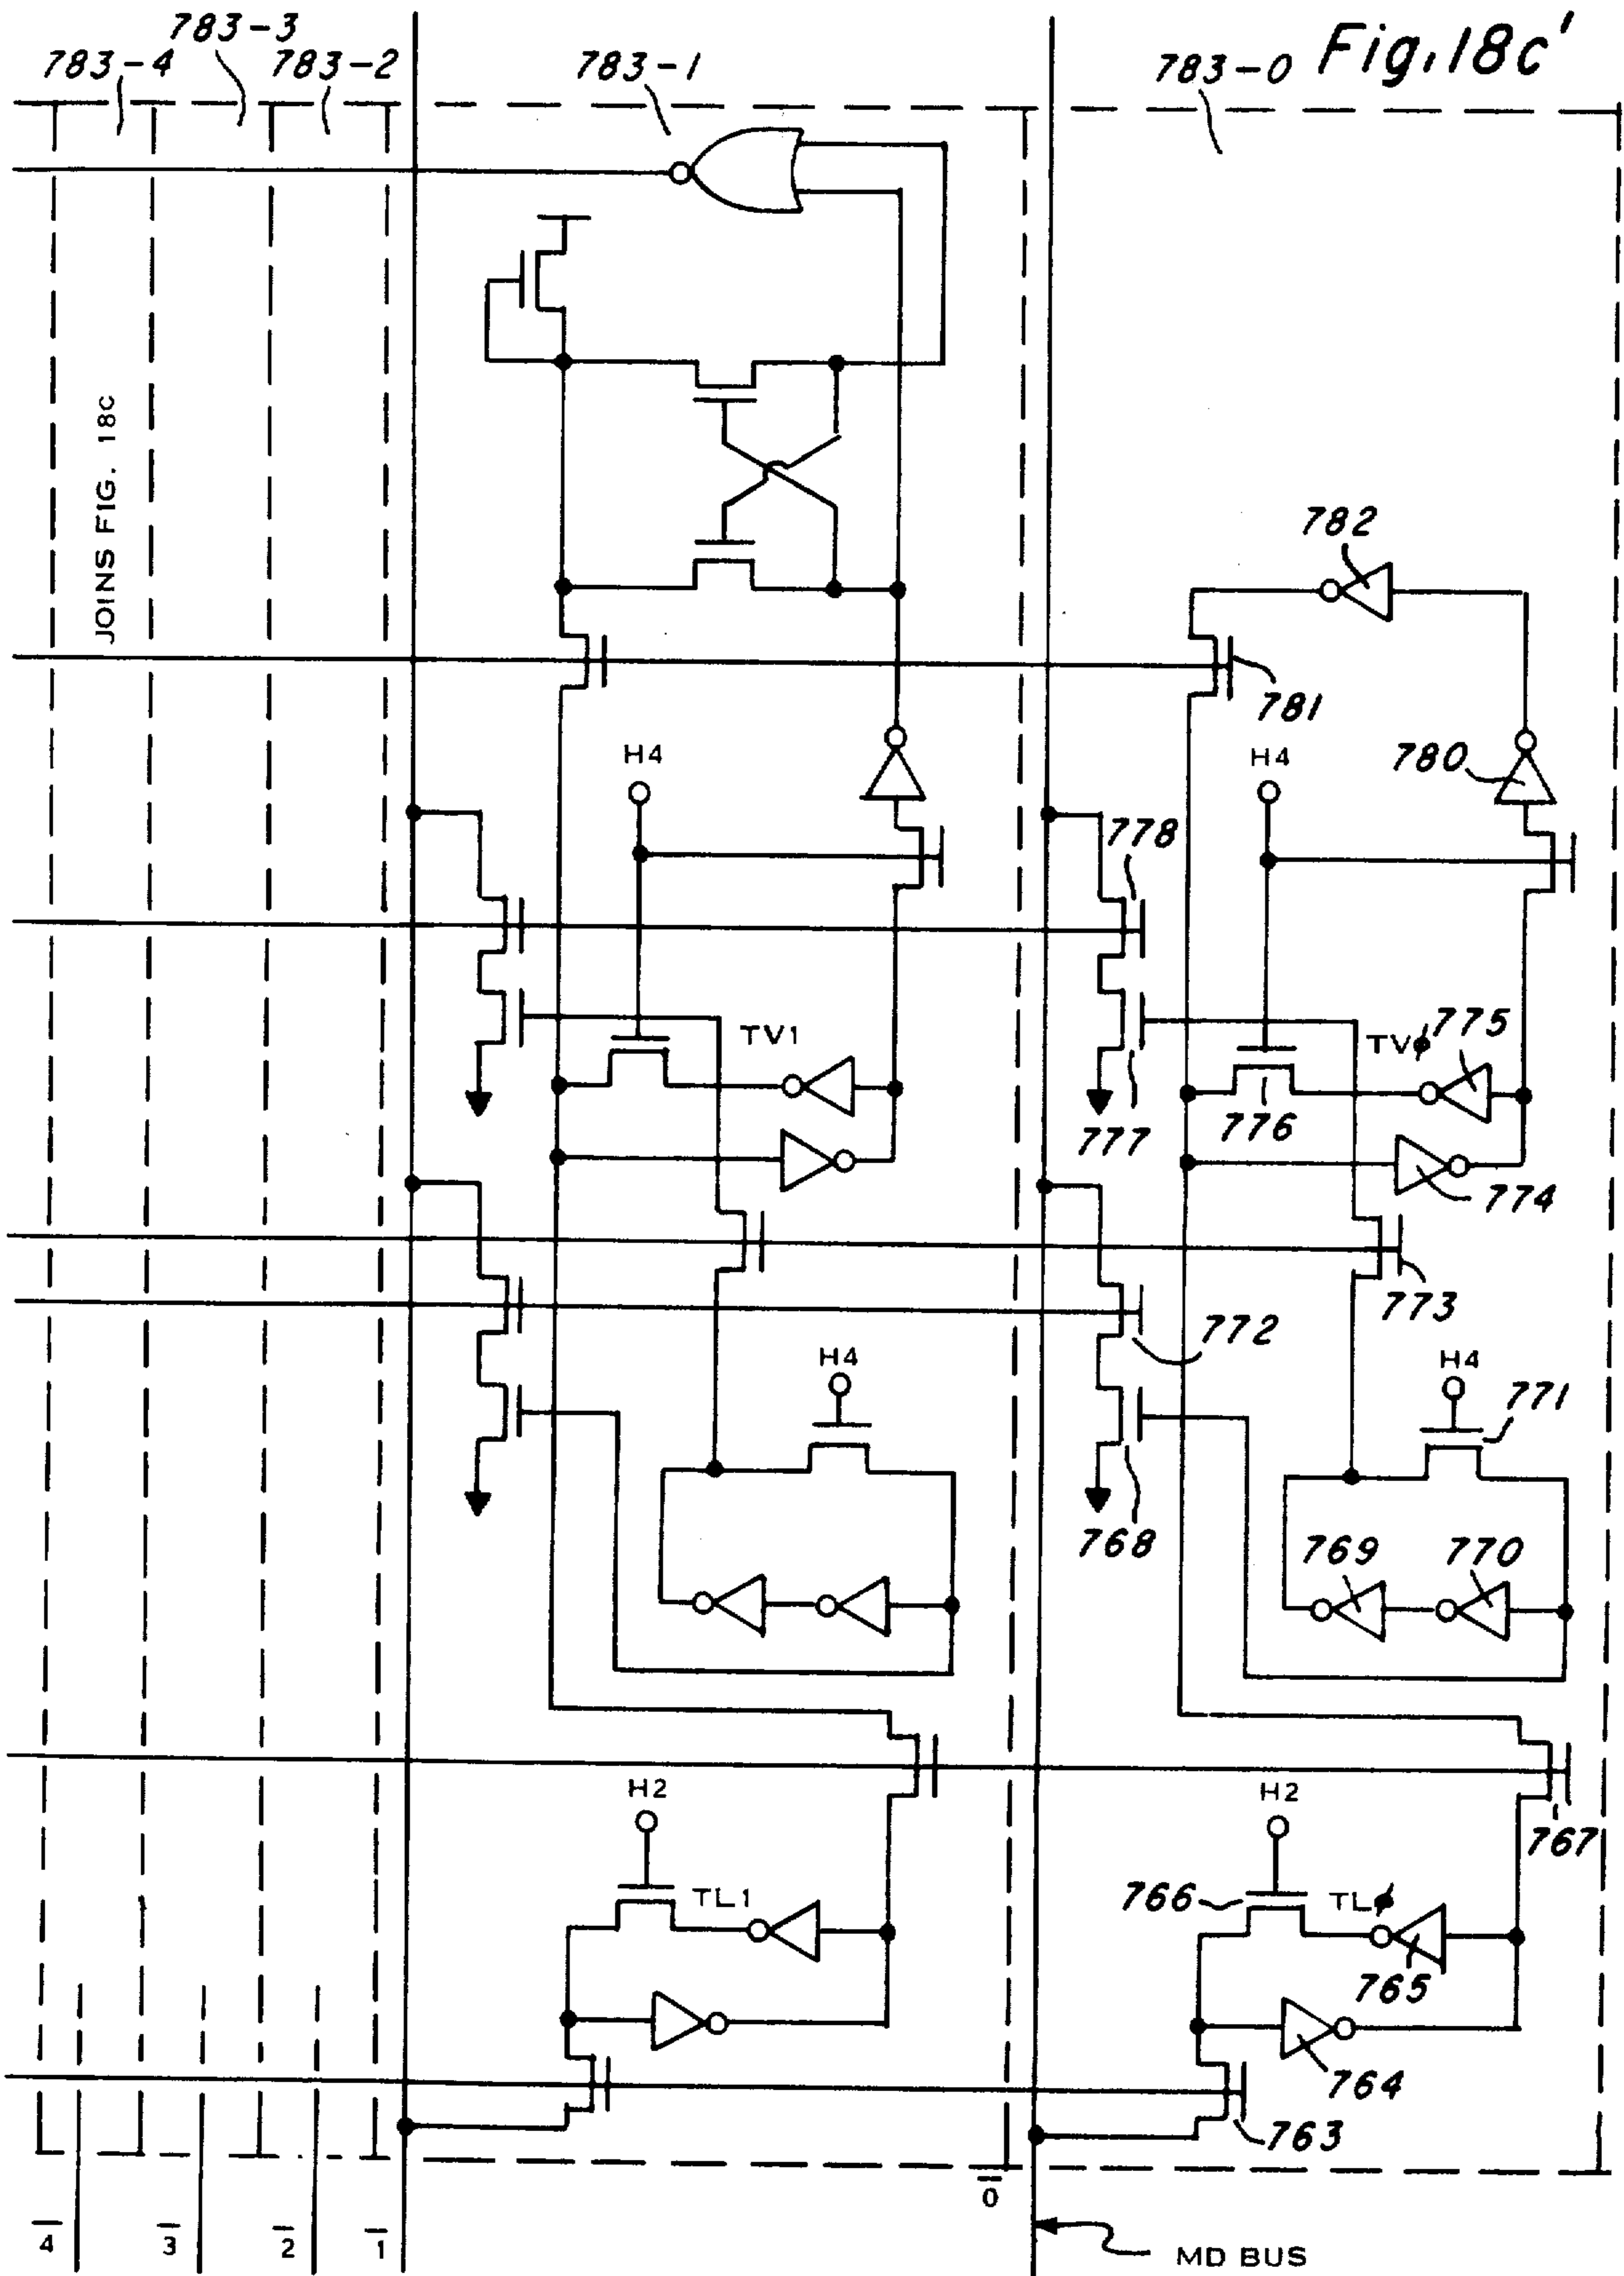 Fig. 18c'
783-4
783-3
783-2
783-1
783-0
JOINS FIG. 18C
782
781
H4
H4
780
778
TV1
TVϕ
775
777
776
774
773
772
H4
H4
771
768
769
770
H2
H2
767
TL1
766
TLϕ
765
764
763
4̅
3̅
2̅
1̅
0̅
MD BUS